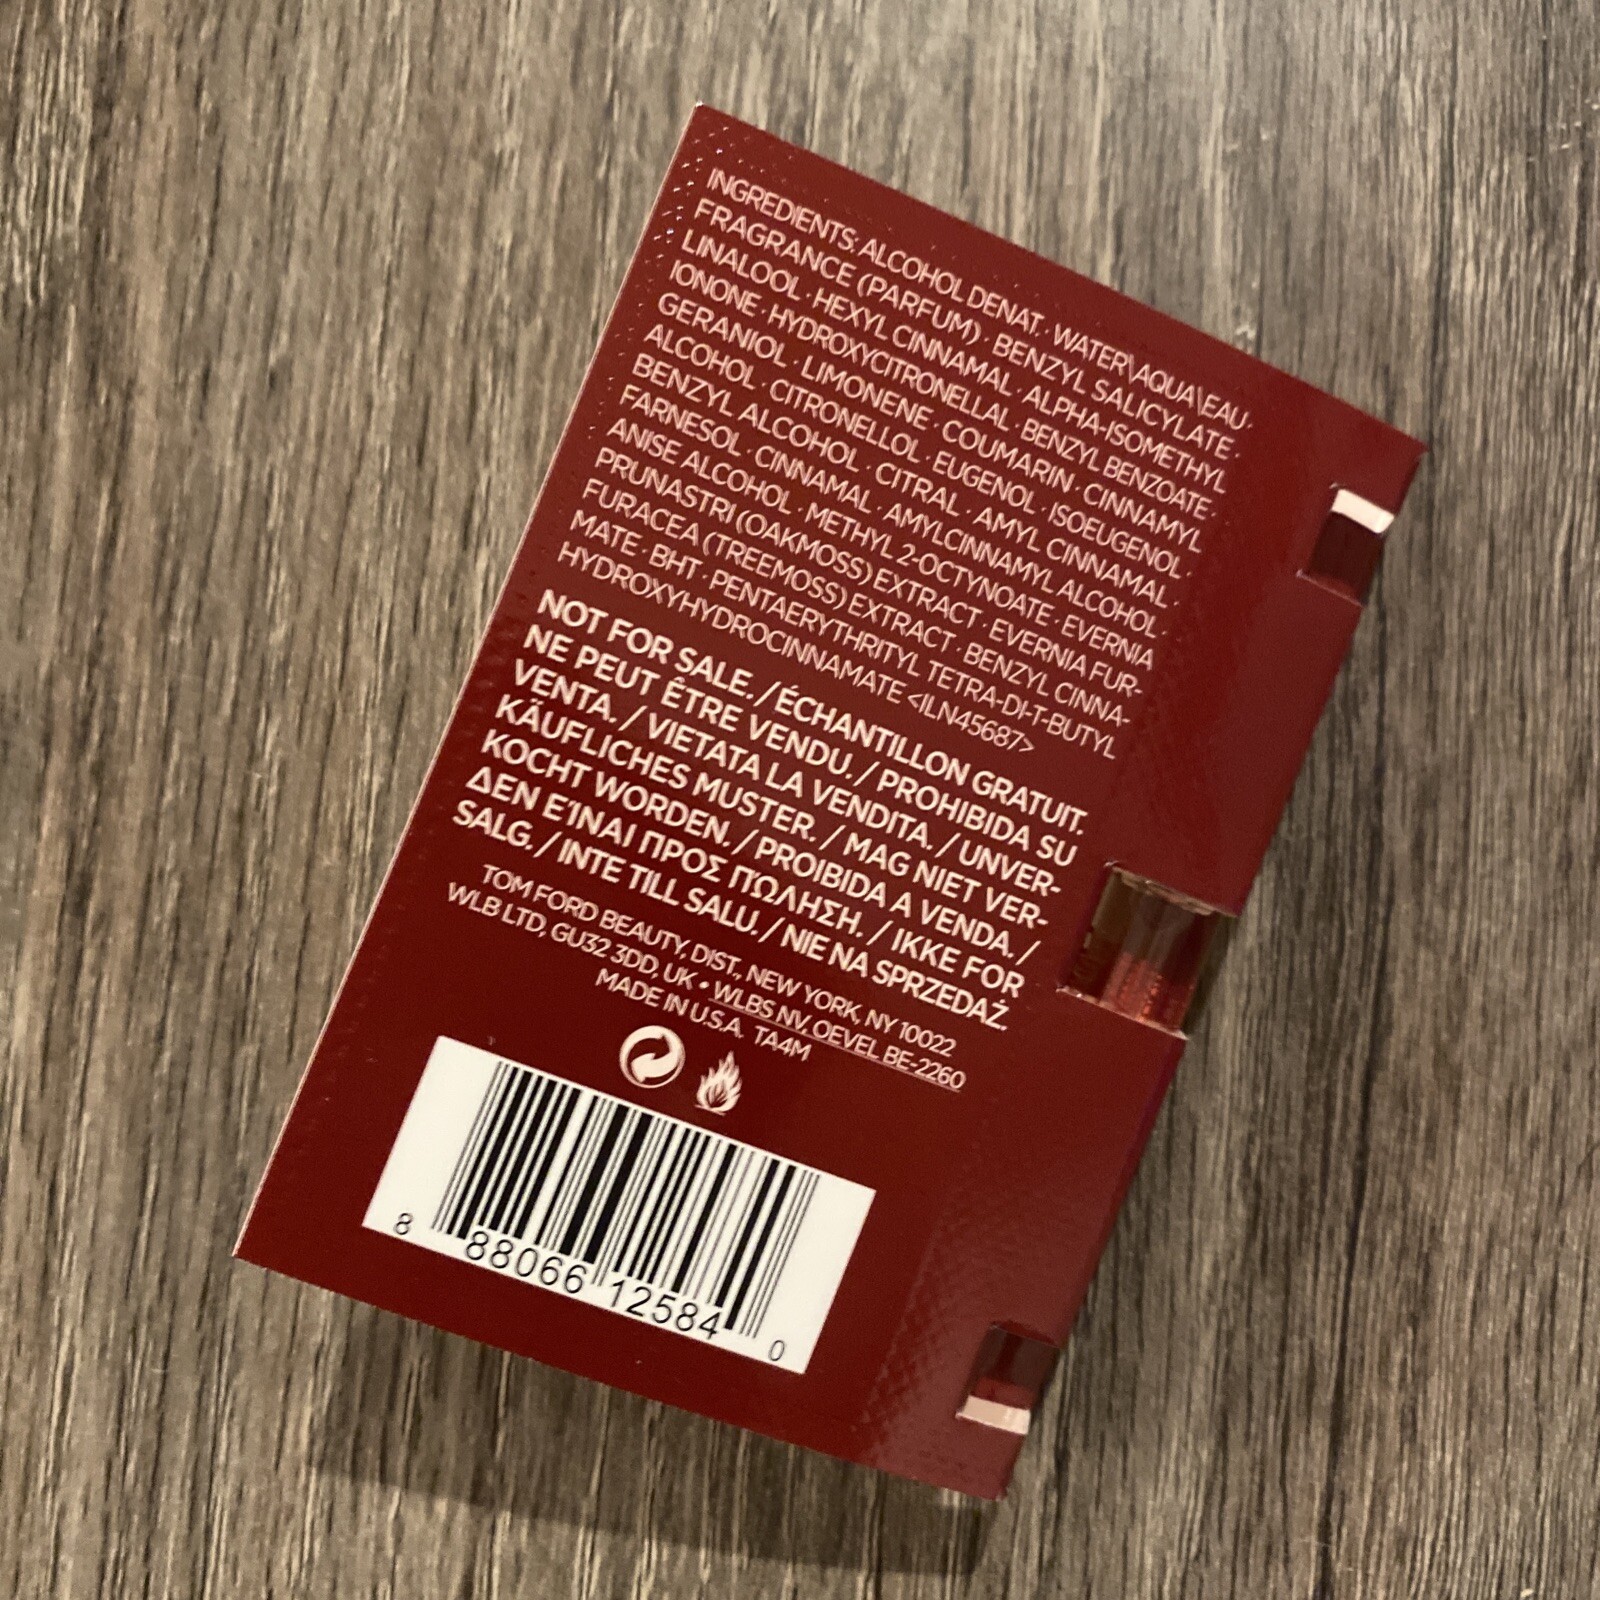 INGREDIENTS: ALCOHOL DENAT. · WATER\AQUA\EAU·
FRAGRANCE (PARFUM) · BENZYL SALICYLATE ·
LINALOOL · HEXYL CINNAMAL · ALPHA-ISOMETHYL
IONONE · HYDROXYCITRONELLAL · BENZYL BENZOATE ·
GERANIOL · LIMONENE · COUMARIN · CINNAMYL
ALCOHOL · CITRONELLOL · EUGENOL · ISOEUGENOL ·
BENZYL ALCOHOL · CITRAL · AMYL CINNAMAL ·
FARNESOL · CINNAMAL · AMYLCINNAMYL ALCOHOL ·
ANISE ALCOHOL · METHYL 2-OCTYNOATE · EVERNIA
PRUNASTRI (OAKMOSS) EXTRACT · EVERNIA FUR-
FURACEA (TREEMOSS) EXTRACT · BENZYL CINNA-
MATE · BHT · PENTAERYTHRITYL TETRA-DI-T-BUTYL
HYDROXYHYDROCINNAMATE <ILN45687>
NOT FOR SALE. / ÉCHANTILLON GRATUIT.
NE PEUT ÊTRE VENDU. / PROHIBIDA SU
VENTA. / VIETATA LA VENDITA. / UNVER-
KÄUFLICHES MUSTER. / MAG NIET VER-
KOCHT WORDEN. / PROIBIDA A VENDA. /
ΔΕΝ ΕΊΝΑΙ ΠΡΟΣ ΠΏΛΗΣΗ. / IKKE FOR
SALG. / INTE TILL SALU. / NIE NA SPRZEDAŻ.
TOM FORD BEAUTY, DIST., NEW YORK, NY 10022
WLB LTD, GU32 3DD, UK • WLBS NV, OEVEL BE-2260
MADE IN U.S.A. TA4M
8 88066 12584 0